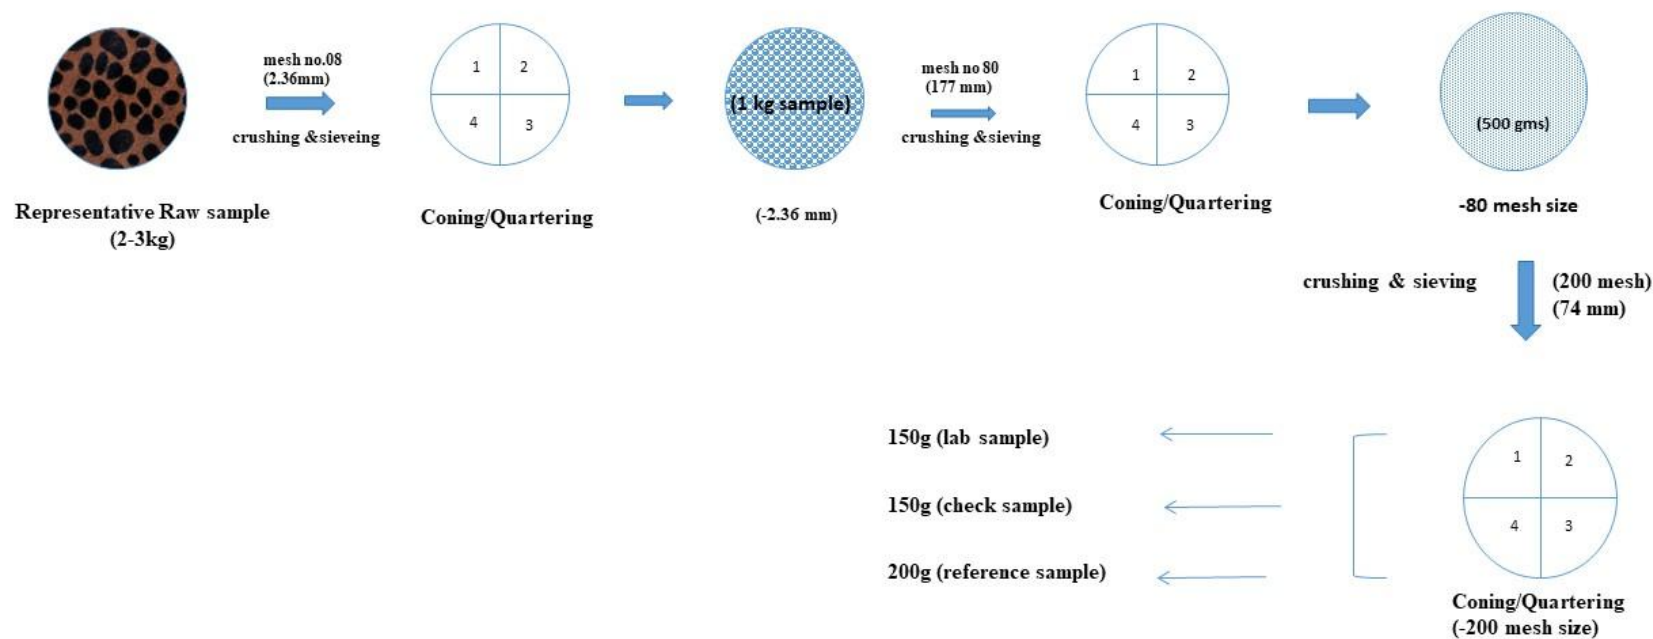 mesh no.08
(2.36mm)
crushing &sieveing
Representative Raw sample
(2-3kg)
1 2
4 3
Coning/Quartering
(1 kg sample)
(-2.36 mm)
mesh no 80
(177 mm)
crushing &sieving
1 2
4 3
Coning/Quartering
(500 gms)
-80 mesh size
crushing & sieving
(200 mesh)
(74 mm)
1 2
4 3
Coning/Quartering
(-200 mesh size)
150g (lab sample)
150g (check sample)
200g (reference sample)